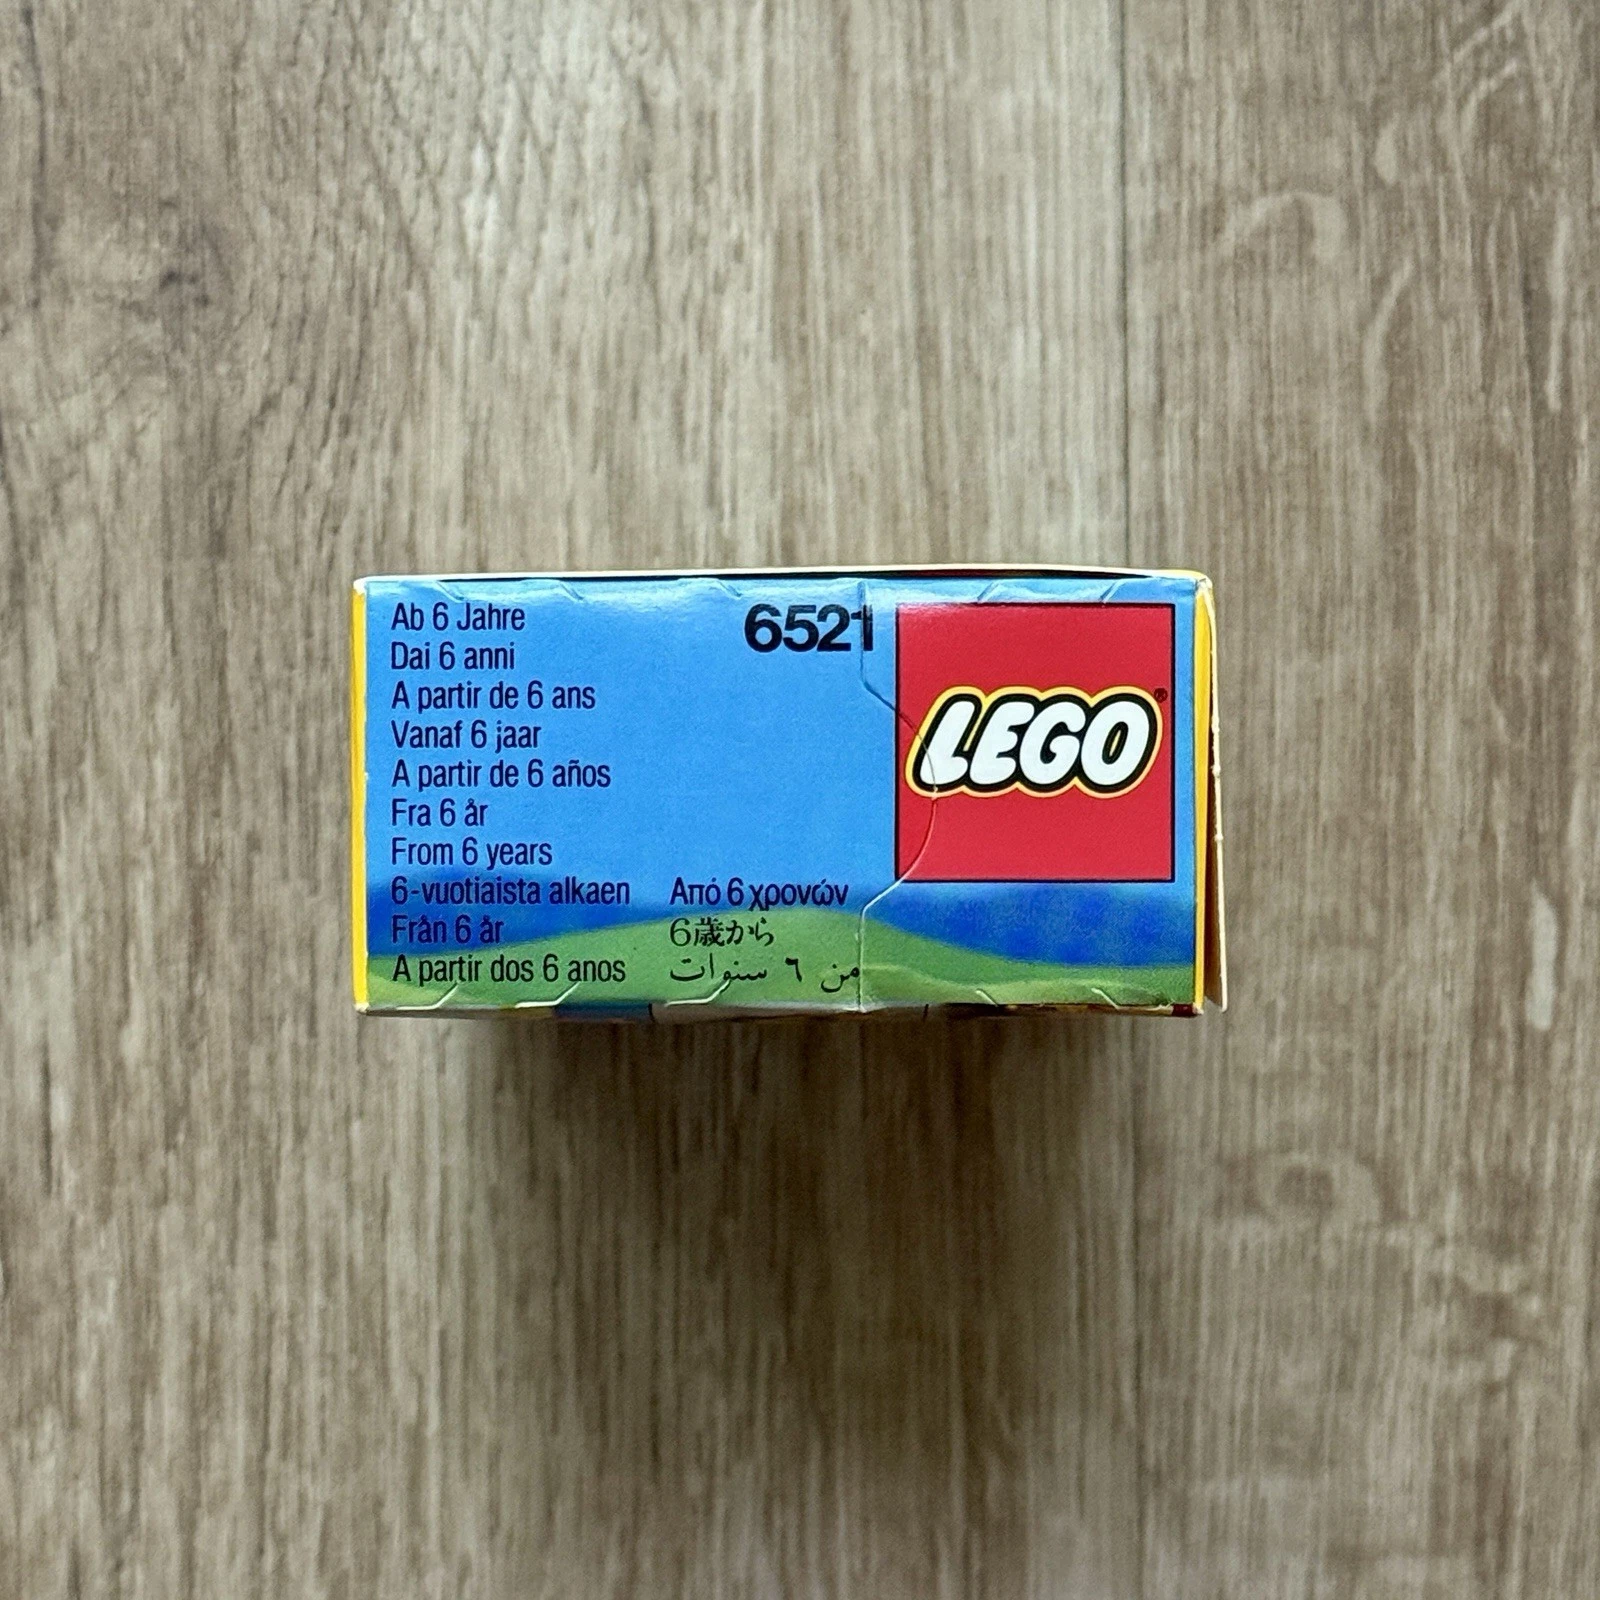 Ab 6 Jahre
Dai 6 anni
A partir de 6 ans
Vanaf 6 jaar
A partir de 6 años
Fra 6 år
From 6 years
6-vuotiaista alkaen
Från 6 år
A partir dos 6 anos
Από 6 χρονών
6歳から
من ٦ سنوات
6521
LEGO®